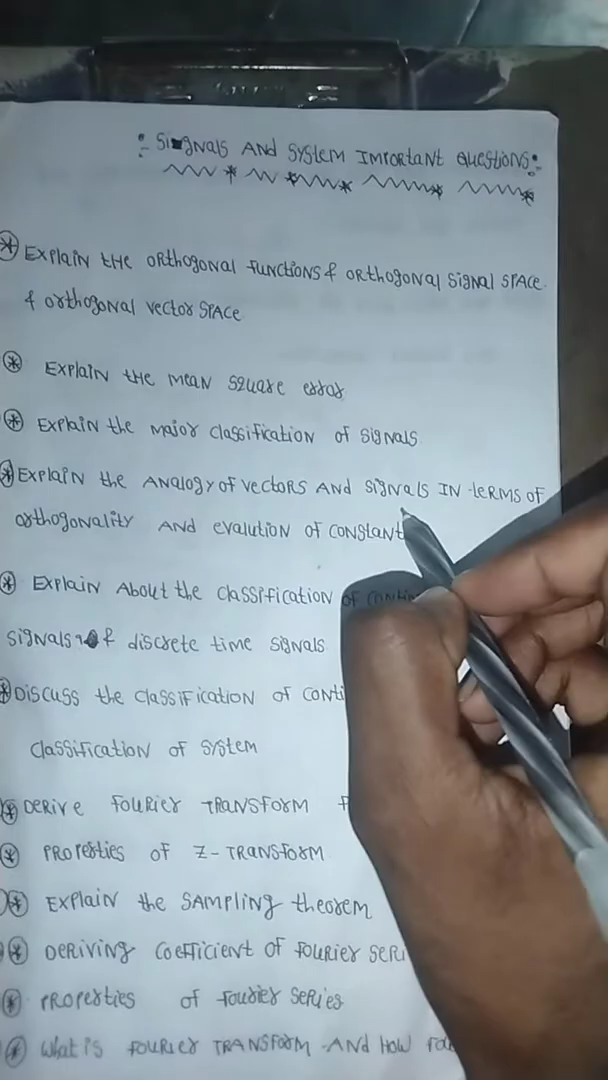 :- Signals AND System Important Questions:-
Explain the orthogonal functions & orthogonal signal space.
& orthogonal vector space
Explain the mean square error
Explain the major classification of signals
Explain the Analogy of vectors AND signals IN terms of
orthogonality AND evalution of constant
Explain About the classification of
signals & discrete time signals
Discuss the classification of
classification of system
Derive Fourier Transform
Properties of Z-Transform
Explain the Sampling theorem
Deriving coefficient of Fourier
Properties of Fourier series
What is Fourier Transform AND How